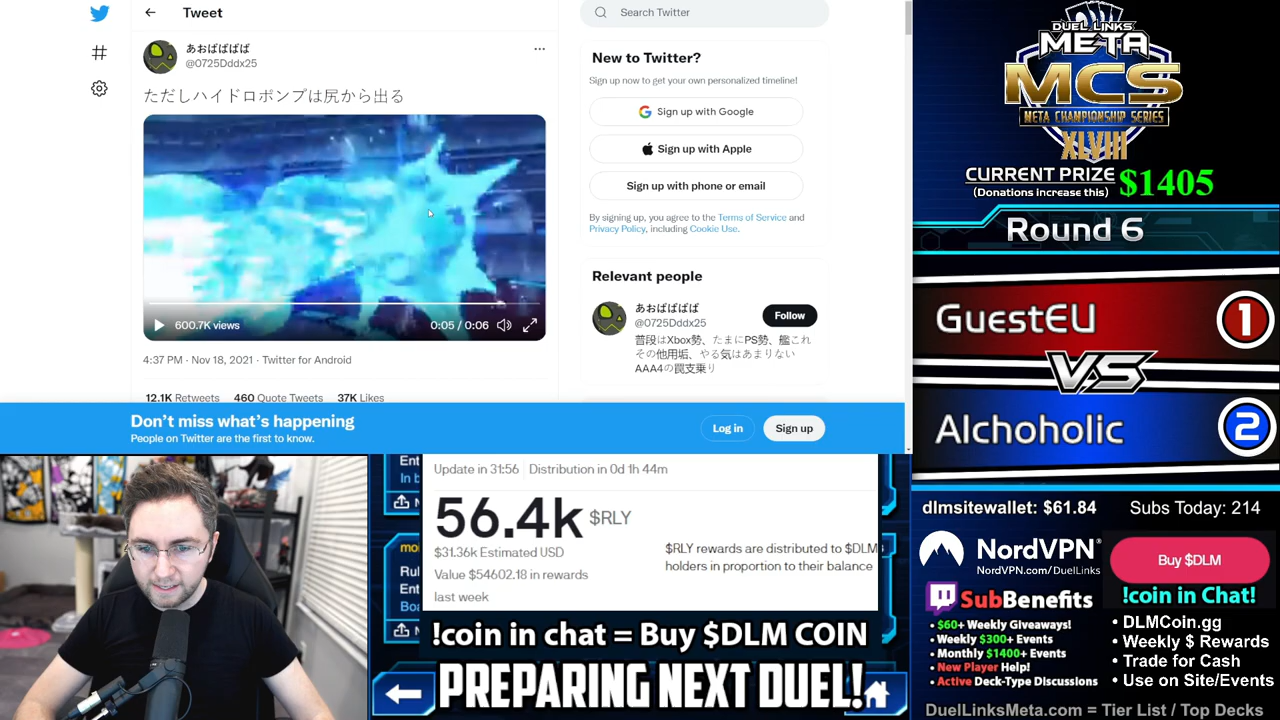 Tweet
Search Twitter
あおばばばば
@0725Dddx25
ただしハイドロポンプは尻から出る
600.7K views
0:05 / 0:06
4:37 PM · Nov 18, 2021 · Twitter for Android
12.1K Retweets 460 Quote Tweets 37K Likes
New to Twitter?
Sign up now to get your own personalized timeline!
Sign up with Google
Sign up with Apple
Sign up with phone or email
By signing up, you agree to the Terms of Service and
Privacy Policy, including Cookie Use.
Relevant people
あおばばばば
@0725Dddx25
Follow
普段はXbox勢、たまにPS勢、艦これ
その他用垢、やる気はあまりない
AAA4の罠支乗り
Don't miss what's happening
People on Twitter are the first to know.
Log in
Sign up
DUEL LINKS
META
MCS
META CHAMPIONSHIP SERIES
XLVIII
CURRENT PRIZE
(Donations increase this)
$1405
Round 6
GuestEU 1
VS
Alchoholic 2
Ent
In b
Update in 31:56 Distribution in 0d 1h 44m
56.4k $RLY
$31.36k Estimated USD
Value $54602.18 in rewards
last week
$RLY rewards are distributed to $DLM
holders in proportion to their balance
Rul
Ent
Boa
!coin in chat = Buy $DLM COIN
PREPARING NEXT DUEL!
dlmsitewallet: $61.84
Subs Today: 214
NordVPN®
NordVPN.com/DuelLinks
Buy $DLM
!coin in Chat!
SubBenefits
• $60+ Weekly Giveaways!
• Weekly $300+ Events
• Monthly $1400+ Events
• New Player Help!
• Active Deck-Type Discussions
• DLMCoin.gg
• Weekly $ Rewards
• Trade for Cash
• Use on Site/Events
DuelLinksMeta.com = Tier List / Top Decks